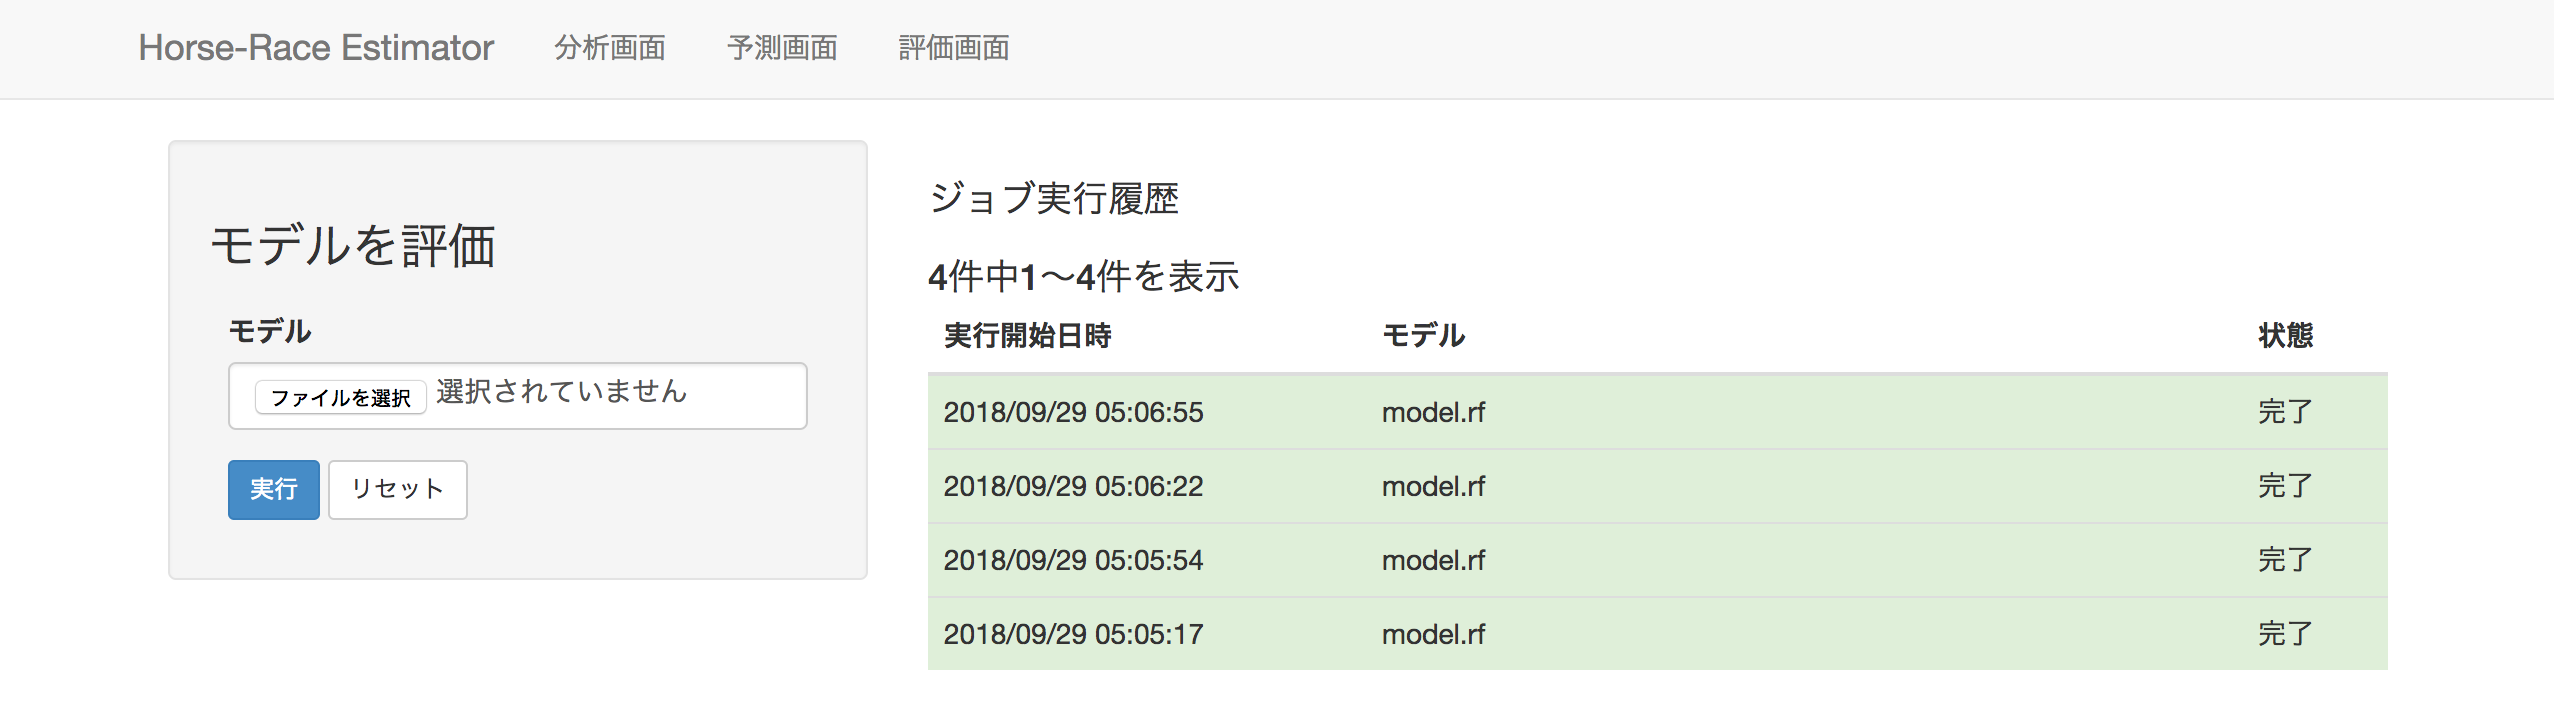 Horse-Race Estimator 分析画面 予測画面 評価画面
モデルを評価
モデル
ファイルを選択 選択されていません
実行 リセット
ジョブ実行履歴
4件中1〜4件を表示
実行開始日時 モデル 状態
2018/09/29 05:06:55 model.rf 完了
2018/09/29 05:06:22 model.rf 完了
2018/09/29 05:05:54 model.rf 完了
2018/09/29 05:05:17 model.rf 完了